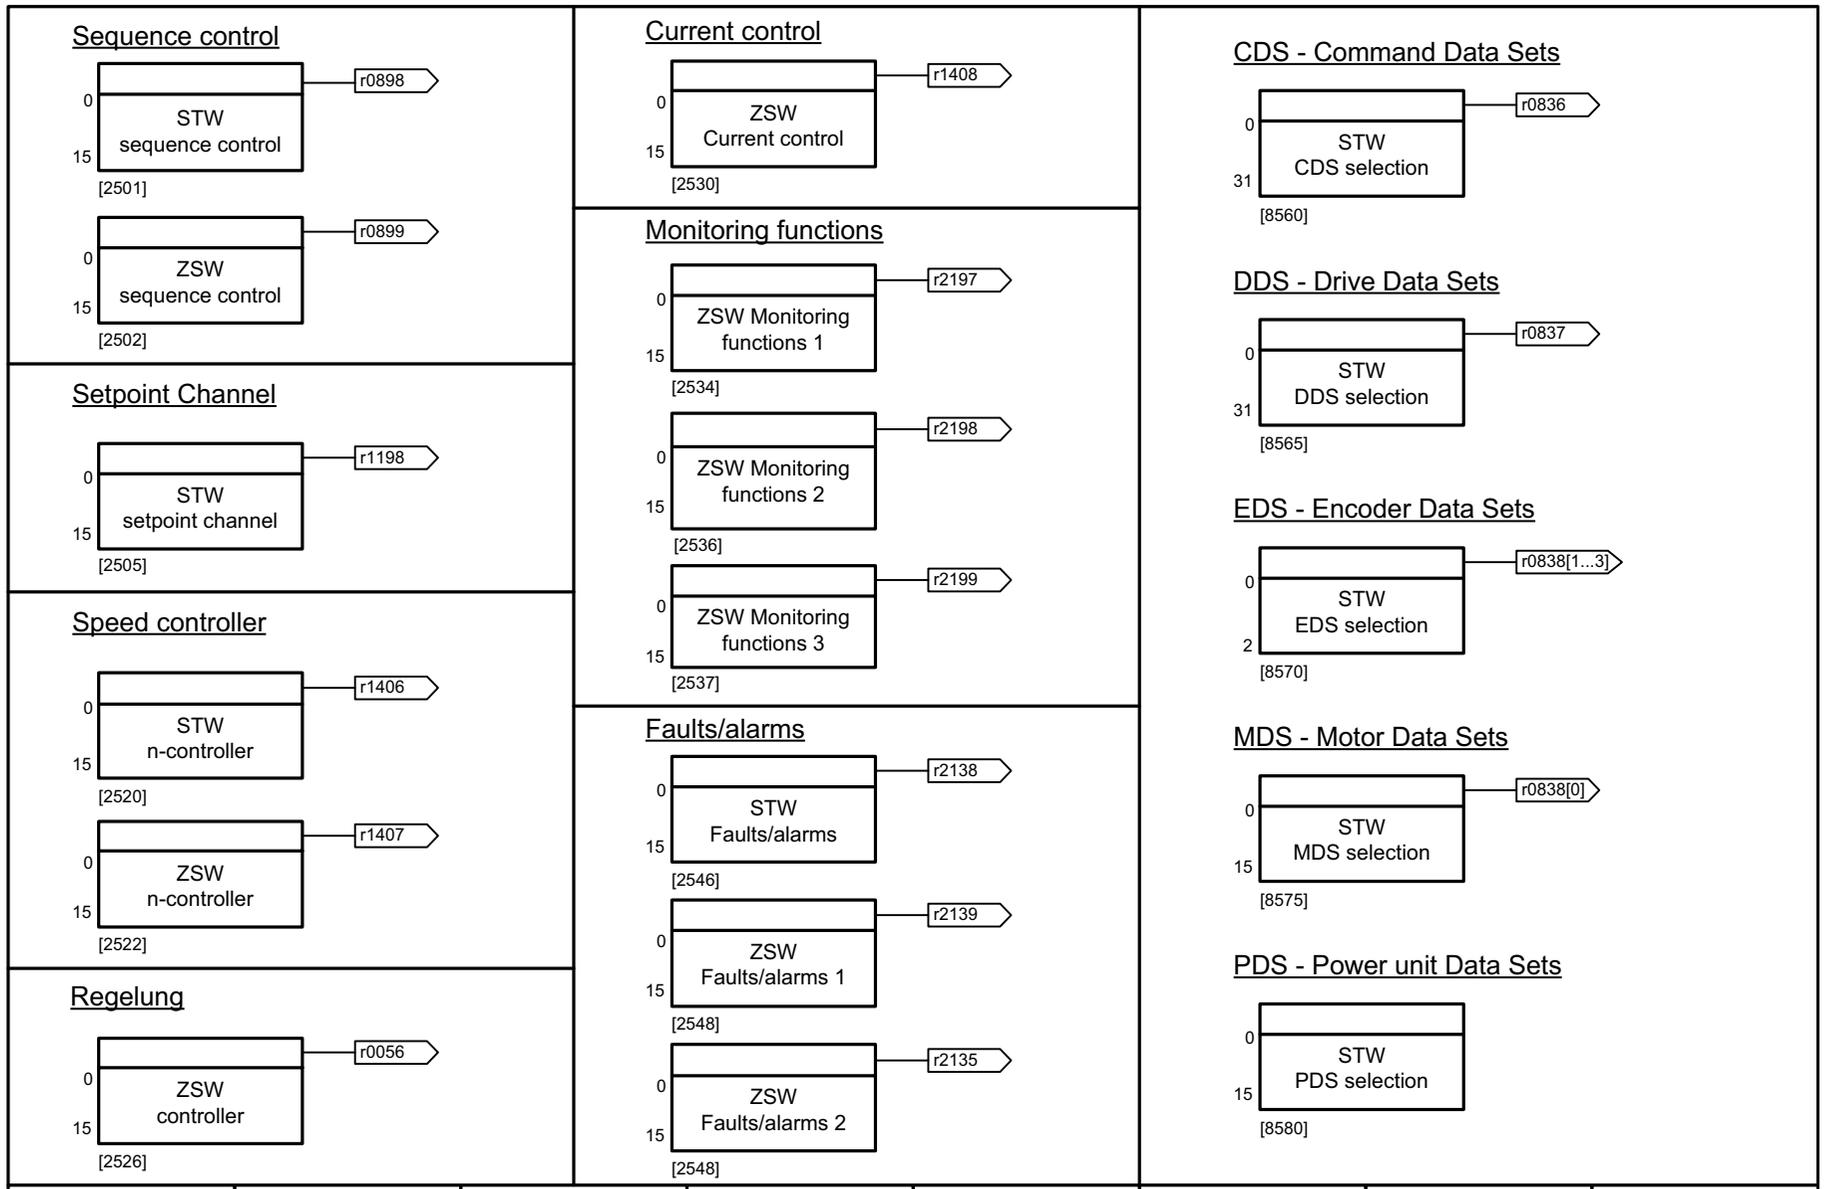 Sequence control
r0898
0
STW
sequence control
15
[2501]
r0899
0
ZSW
sequence control
15
[2502]
Setpoint Channel
r1198
0
STW
setpoint channel
15
[2505]
Speed controller
r1406
0
STW
n-controller
15
[2520]
r1407
0
ZSW
n-controller
15
[2522]
Regelung
r0056
0
ZSW
controller
15
[2526]
Current control
r1408
0
ZSW
Current control
15
[2530]
Monitoring functions
r2197
0
ZSW Monitoring
functions 1
15
[2534]
r2198
0
ZSW Monitoring
functions 2
15
[2536]
r2199
0
ZSW Monitoring
functions 3
15
[2537]
Faults/alarms
r2138
0
STW
Faults/alarms
15
[2546]
r2139
0
ZSW
Faults/alarms 1
15
[2548]
r2135
0
ZSW
Faults/alarms 2
15
[2548]
CDS - Command Data Sets
r0836
0
STW
CDS selection
31
[8560]
DDS - Drive Data Sets
r0837
0
STW
DDS selection
31
[8565]
EDS - Encoder Data Sets
r0838[1...3]
0
STW
EDS selection
2
[8570]
MDS - Motor Data Sets
r0838[0]
0
STW
MDS selection
15
[8575]
PDS - Power unit Data Sets
0
STW
PDS selection
15
[8580]